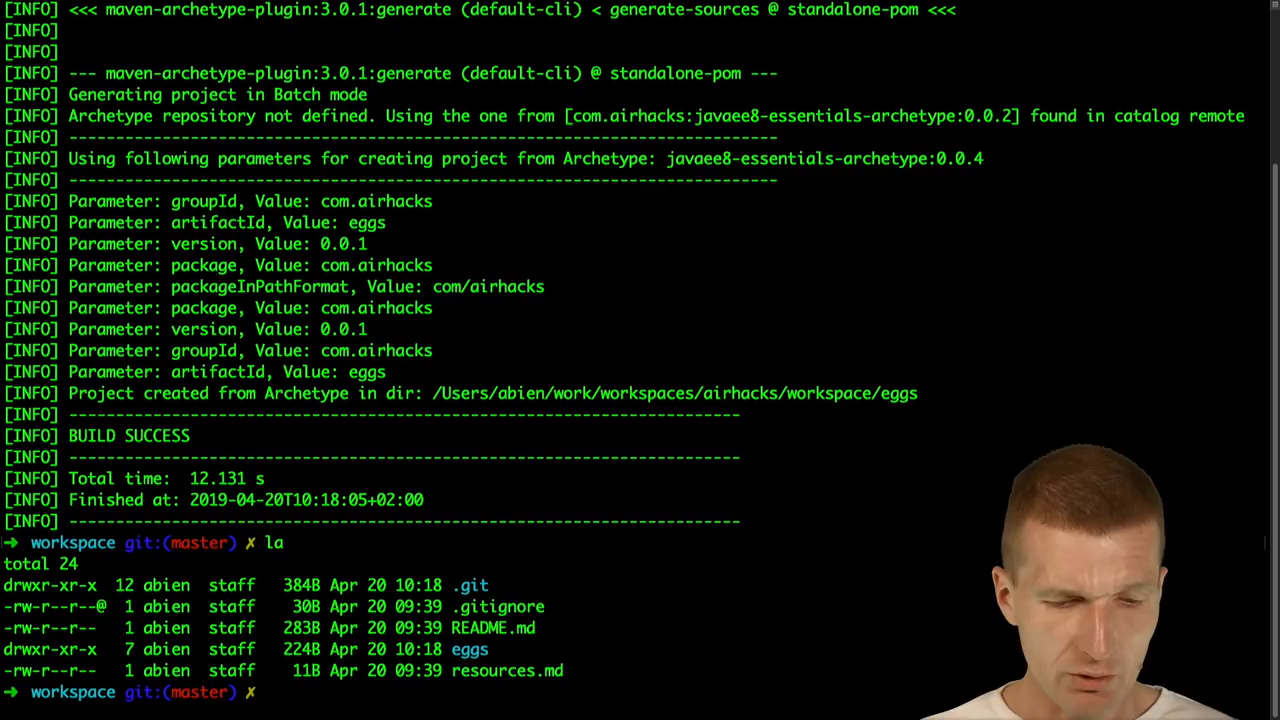 [INFO] <<< maven-archetype-plugin:3.0.1:generate (default-cli) < generate-sources @ standalone-pom <<<
[INFO]
[INFO]
[INFO] --- maven-archetype-plugin:3.0.1:generate (default-cli) @ standalone-pom ---
[INFO] Generating project in Batch mode
[INFO] Archetype repository not defined. Using the one from [com.airhacks:javaee8-essentials-archetype:0.0.2] found in catalog remote
[INFO] ----------------------------------------------------------------------------
[INFO] Using following parameters for creating project from Archetype: javaee8-essentials-archetype:0.0.4
[INFO] ----------------------------------------------------------------------------
[INFO] Parameter: groupId, Value: com.airhacks
[INFO] Parameter: artifactId, Value: eggs
[INFO] Parameter: version, Value: 0.0.1
[INFO] Parameter: package, Value: com.airhacks
[INFO] Parameter: packageInPathFormat, Value: com/airhacks
[INFO] Parameter: package, Value: com.airhacks
[INFO] Parameter: version, Value: 0.0.1
[INFO] Parameter: groupId, Value: com.airhacks
[INFO] Parameter: artifactId, Value: eggs
[INFO] Project created from Archetype in dir: /Users/abien/work/workspaces/airhacks/workspace/eggs
[INFO] ------------------------------------------------------------------------
[INFO] BUILD SUCCESS
[INFO] ------------------------------------------------------------------------
[INFO] Total time:  12.131 s
[INFO] Finished at: 2019-04-20T10:18:05+02:00
[INFO] ------------------------------------------------------------------------
➜  workspace git:(master) ✗ la
total 24
drwxr-xr-x  12 abien  staff   384B Apr 20 10:18 .git
-rw-r--r--@  1 abien  staff    30B Apr 20 09:39 .gitignore
-rw-r--r--   1 abien  staff   283B Apr 20 09:39 README.md
drwxr-xr-x   7 abien  staff   224B Apr 20 10:18 eggs
-rw-r--r--   1 abien  staff    11B Apr 20 09:39 resources.md
➜  workspace git:(master) ✗